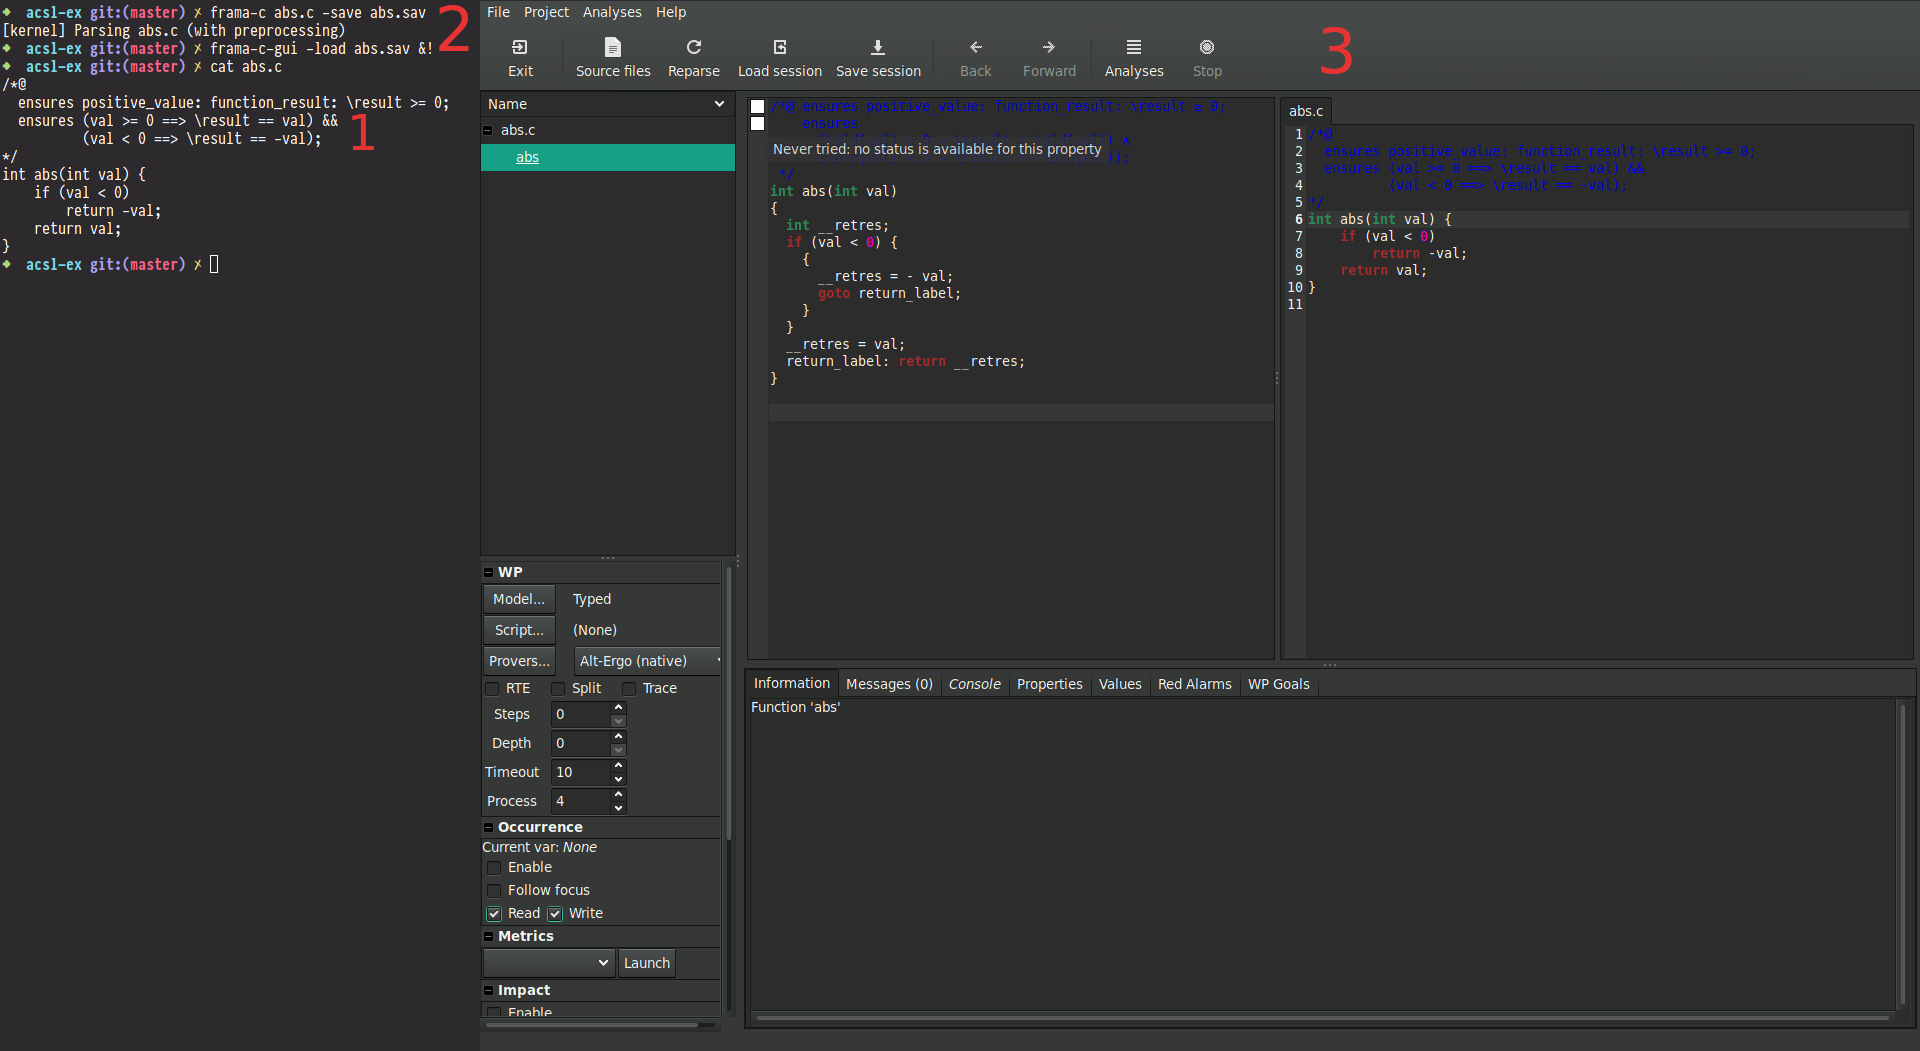 acsl-ex git:(master) ✗ frama-c abs.c -save abs.sav
[kernel] Parsing abs.c (with preprocessing)
acsl-ex git:(master) ✗ frama-c-gui -load abs.sav &!
acsl-ex git:(master) ✗ cat abs.c
/*@
  ensures positive_value: function_result: \result >= 0;
  ensures (val >= 0 ==> \result == val) &&
          (val < 0 ==> \result == -val);
*/
int abs(int val) {
    if (val < 0)
        return -val;
    return val;
}
acsl-ex git:(master) ✗
1
2
3
File Project Analyses Help
Exit Source files Reparse Load session Save session Back Forward Analyses Stop
Name
abs.c
abs
/*@ ensures positive_value: function_result: \result ≥ 0;
    ensures
Never tried: no status is available for this property
*/
int abs(int val)
{
  int __retres;
  if (val < 0) {
    {
      __retres = - val;
      goto return_label;
    }
  }
  __retres = val;
  return_label: return __retres;
}
abs.c
1 /*@
2   ensures positive_value: function_result: \result >= 0;
3   ensures (val >= 0 ==> \result == val) &&
4           (val < 0 ==> \result == -val);
5 */
6 int abs(int val) {
7     if (val < 0)
8         return -val;
9     return val;
10 }
11
WP
Model... Typed
Script... (None)
Provers... Alt-Ergo (native)
RTE Split Trace
Steps 0
Depth 0
Timeout 10
Process 4
Occurrence
Current var: None
Enable
Follow focus
Read Write
Metrics
Launch
Impact
Enable
Information Messages (0) Console Properties Values Red Alarms WP Goals
Function 'abs'